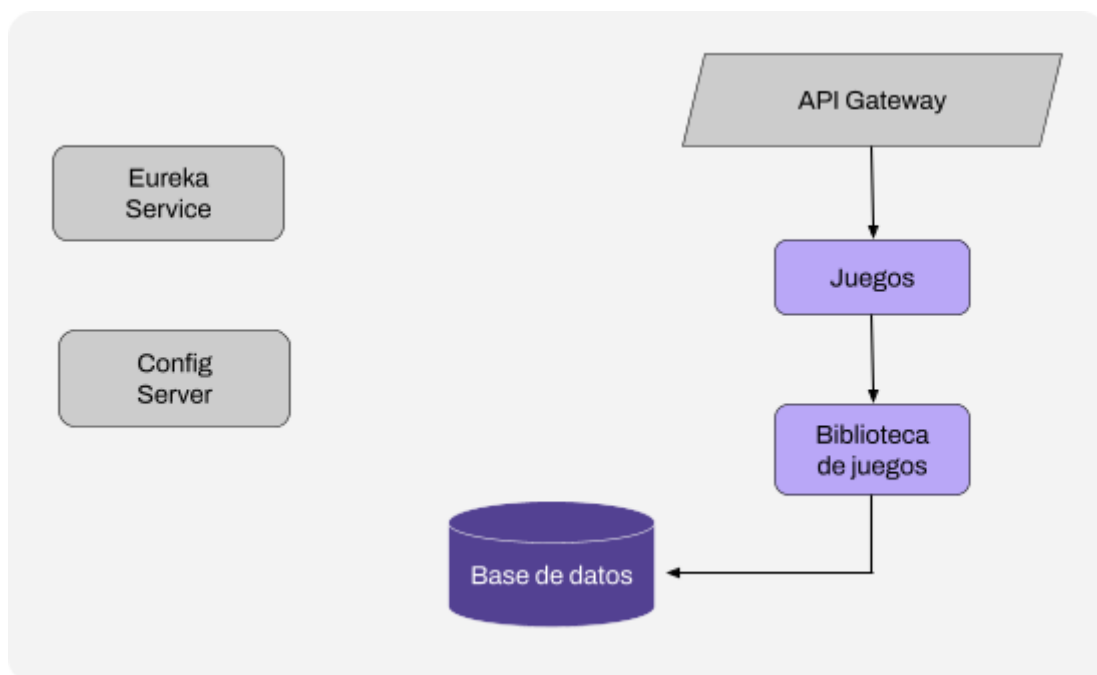 API Gateway
Eureka
Service
Juegos
Config
Server
Biblioteca
de juegos
Base de datos